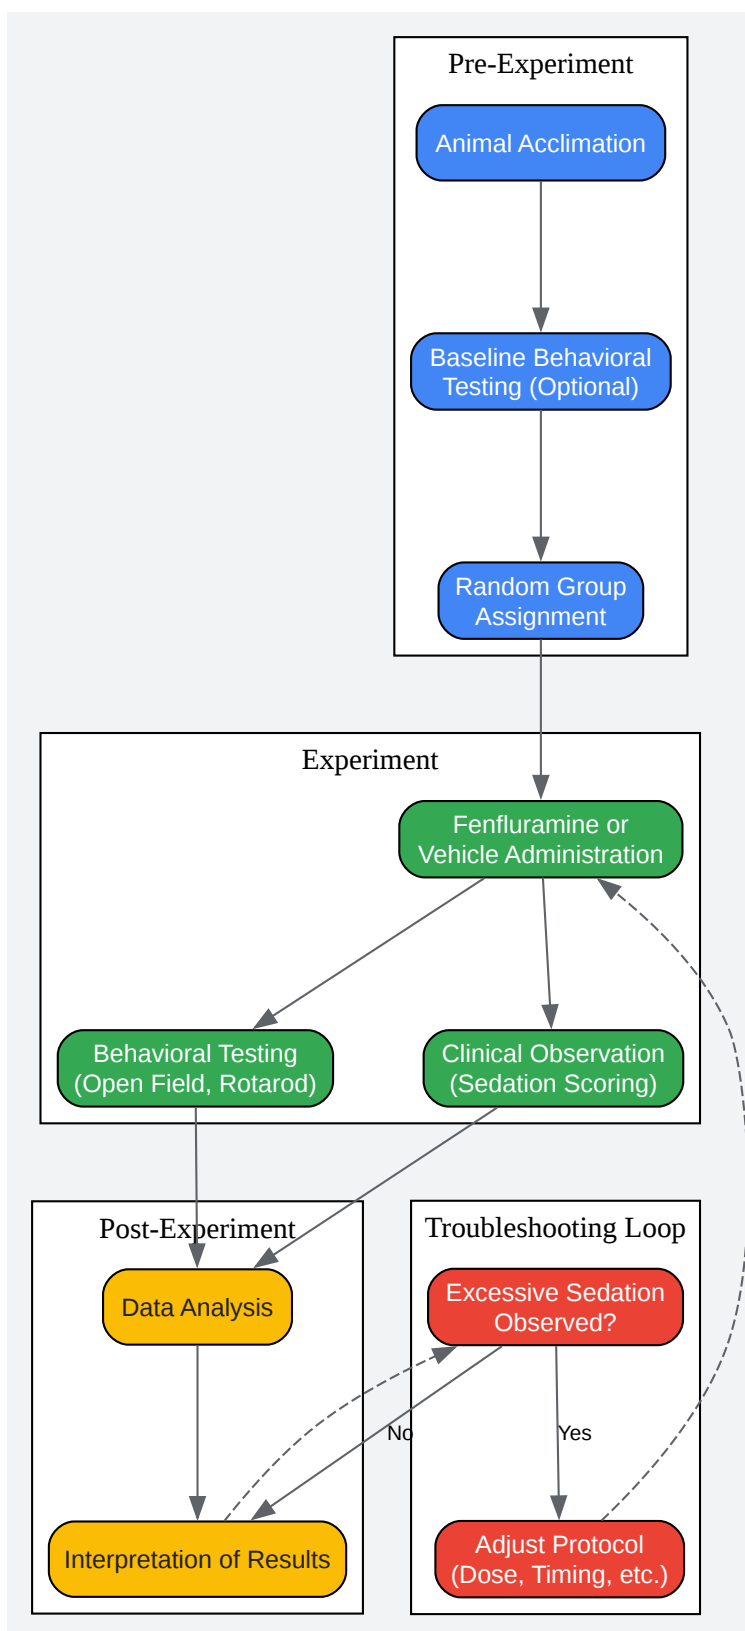 Pre-Experiment
Animal Acclimation
Baseline Behavioral
Testing (Optional)
Random Group
Assignment
Experiment
Fenfluramine or
Vehicle Administration
Behavioral Testing
(Open Field, Rotarod)
Clinical Observation
(Sedation Scoring)
Post-Experiment
Data Analysis
Interpretation of Results
Troubleshooting Loop
Excessive Sedation
Observed?
No
Yes
Adjust Protocol
(Dose, Timing, etc.)